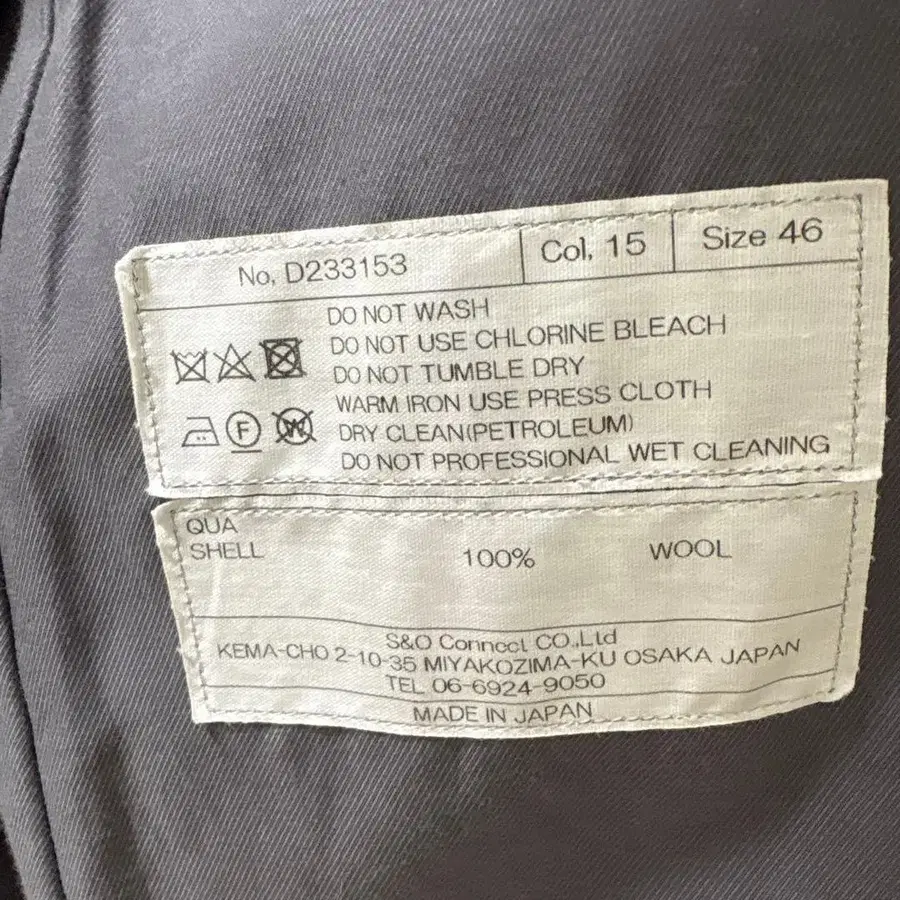 No. D233153 Col. 15 Size 46
DO NOT WASH
DO NOT USE CHLORINE BLEACH
DO NOT TUMBLE DRY
WARM IRON USE PRESS CLOTH
F W DRY CLEAN(PETROLEUM)
DO NOT PROFESSIONAL WET CLEANING
QUA
SHELL 100% WOOL
S&O Connect CO.,Ltd
KEMA-CHO 2-10-35 MIYAKOZIMA-KU OSAKA JAPAN
TEL 06-6924-9050
MADE IN JAPAN